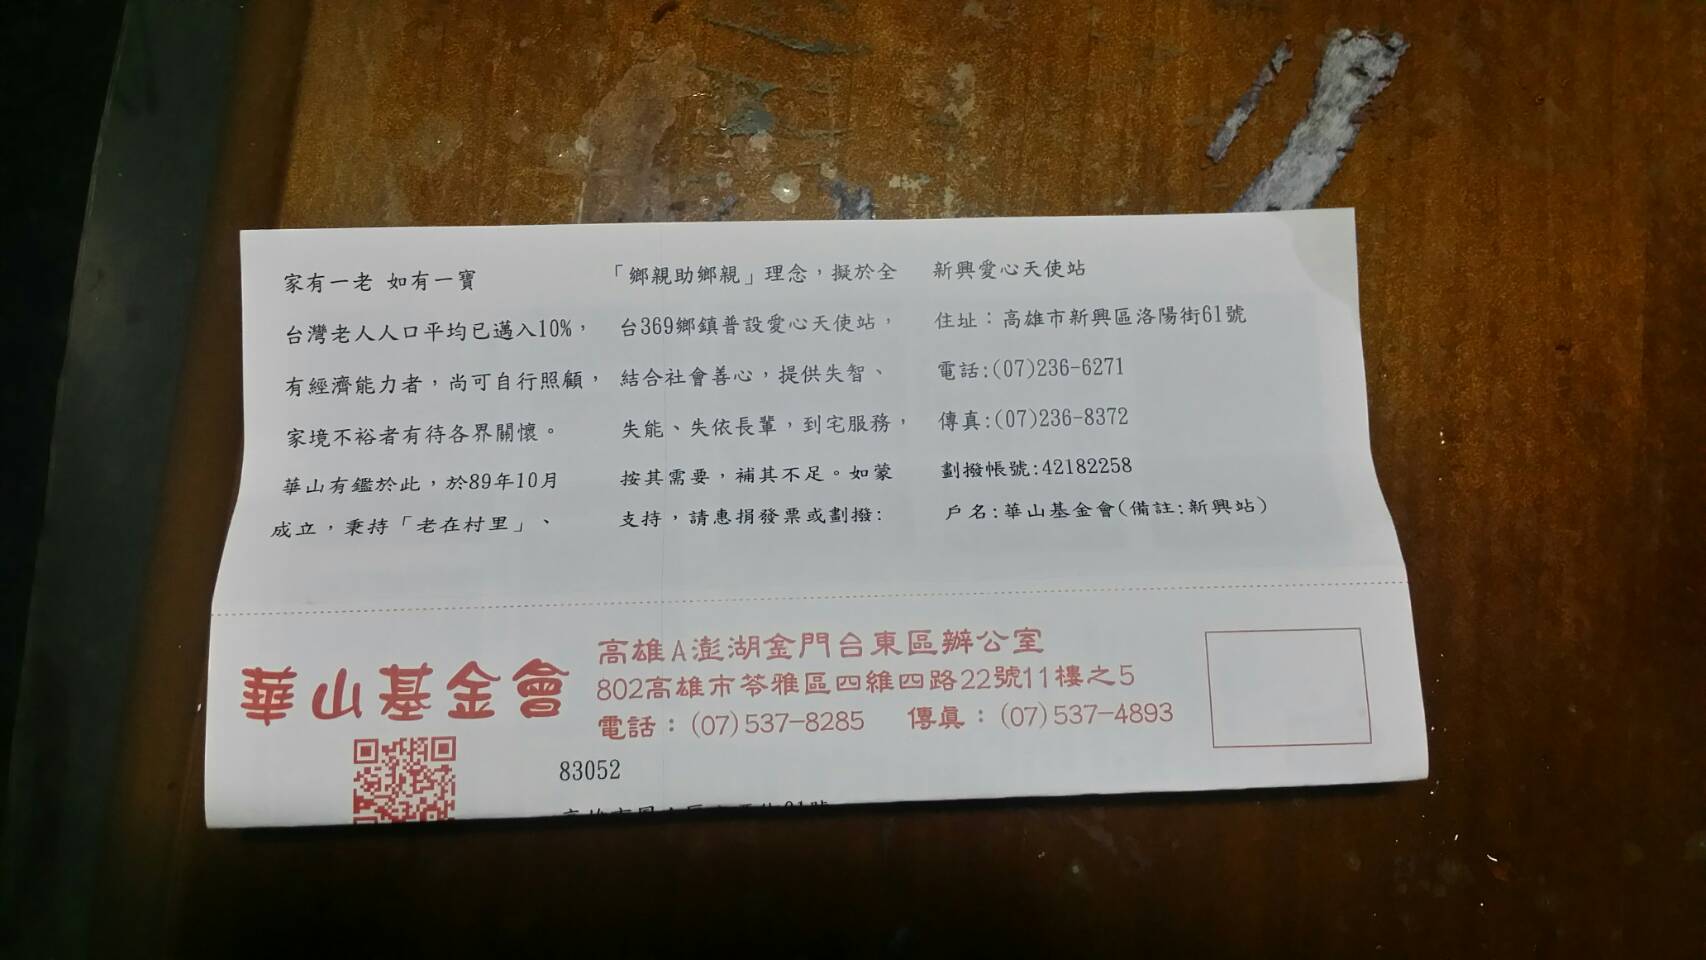 家有一老 如有一寶
台灣老人人口平均已邁入10%，
有經濟能力者，尚可自行照顧，
家境不裕者有待各界關懷。
華山有鑑於此，於89年10月
成立，秉持「老在村里」、
「鄉親助鄉親」理念，擬於全
台369鄉鎮普設愛心天使站，
結合社會善心，提供失智、
失能、失依長輩，到宅服務，
按其需要，補其不足。如蒙
支持，請惠捐發票或劃撥:
新興愛心天使站
住址：高雄市新興區洛陽街61號
電話:(07)236-6271
傳真:(07)236-8372
劃撥帳號:42182258
戶名:華山基金會(備註:新興站)
華山基金會
高雄A澎湖金門台東區辦公室
802高雄市苓雅區四維四路22號11樓之5
電話：(07)537-8285 傳真：(07)537-4893
83052